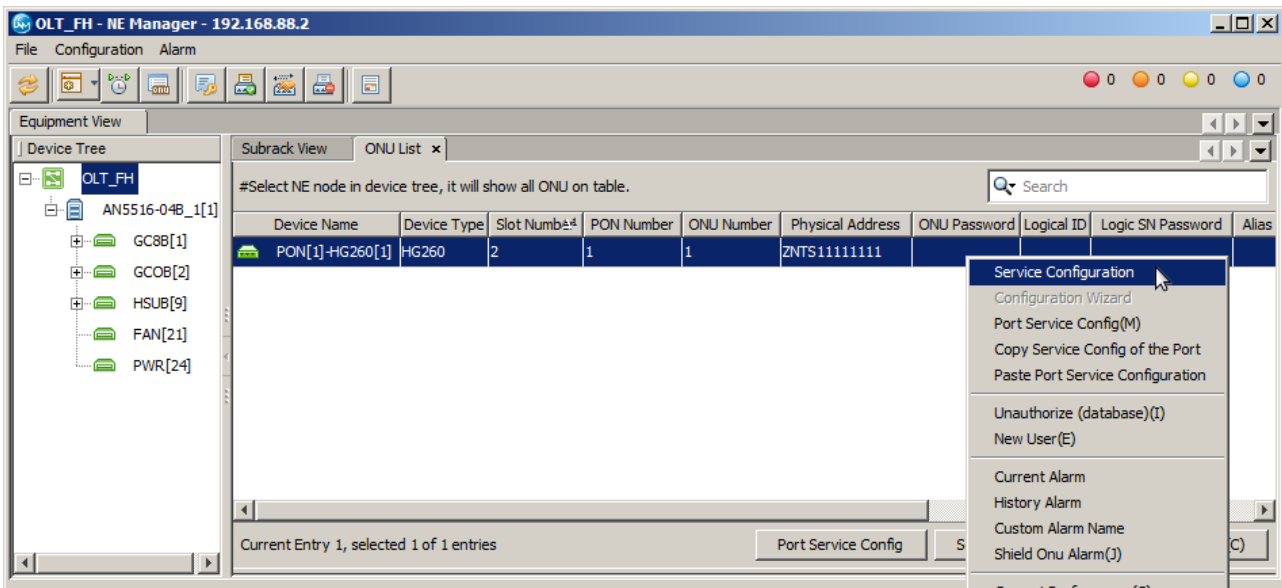 OLT_FH - NE Manager - 192.168.88.2
File Configuration Alarm
0 0 0 0
Equipment View
Device Tree
OLT_FH
AN5516-04B_1[1]
GC8B[1]
GCOB[2]
HSUB[9]
FAN[21]
PWR[24]
Subrack View ONU List ×
#Select NE node in device tree, it will show all ONU on table.
Search
Device Name Device Type Slot Number PON Number ONU Number Physical Address ONU Password Logical ID Logic SN Password Alias
PON[1]-HG260[1] HG260 2 1 1 ZNTS11111111
Service Configuration
Configuration Wizard
Port Service Config(M)
Copy Service Config of the Port
Paste Port Service Configuration
Unauthorize (database)(I)
New User(E)
Current Alarm
History Alarm
Custom Alarm Name
Shield Onu Alarm(J)
Current Entry 1, selected 1 of 1 entries
Port Service Config
S
(C)